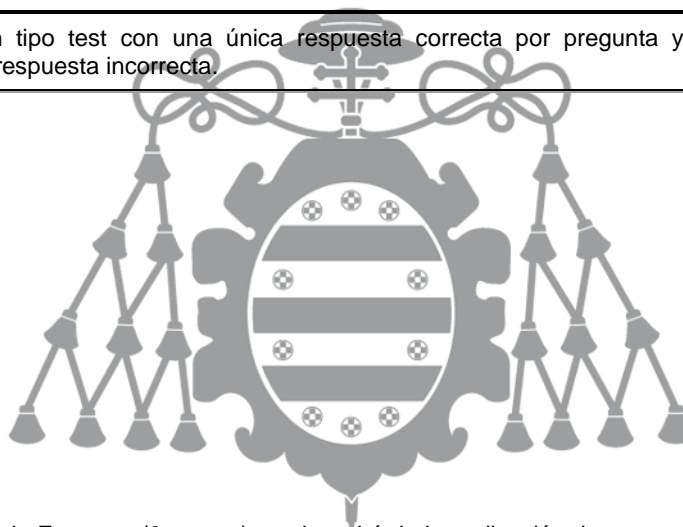 tipo test con una única respuesta correcta por pregunta y
respuesta incorrecta.